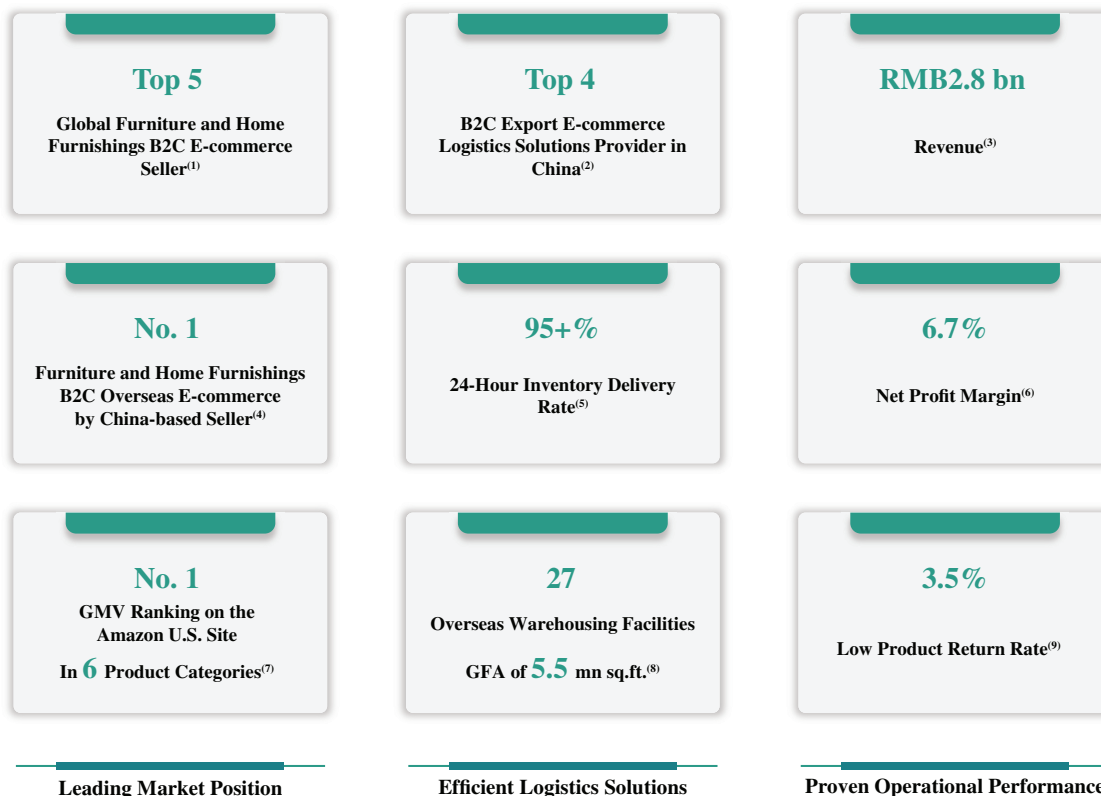 Top 5
Global Furniture and Home
Furnishings B2C E-commerce
Seller(1)
Top 4
B2C Export E-commerce
Logistics Solutions Provider in
China(2)
RMB2.8 bn
Revenue(3)
No. 1
Furniture and Home Furnishings
B2C Overseas E-commerce
by China-based Seller(4)
95+%
24-Hour Inventory Delivery
Rate(5)
6.7%
Net Profit Margin(6)
No. 1
GMV Ranking on the
Amazon U.S. Site
In 6 Product Categories(7)
27
Overseas Warehousing Facilities
GFA of 5.5 mn sq.ft.(8)
3.5%
Low Product Return Rate(9)
Leading Market Position
Efficient Logistics Solutions
Proven Operational Performance